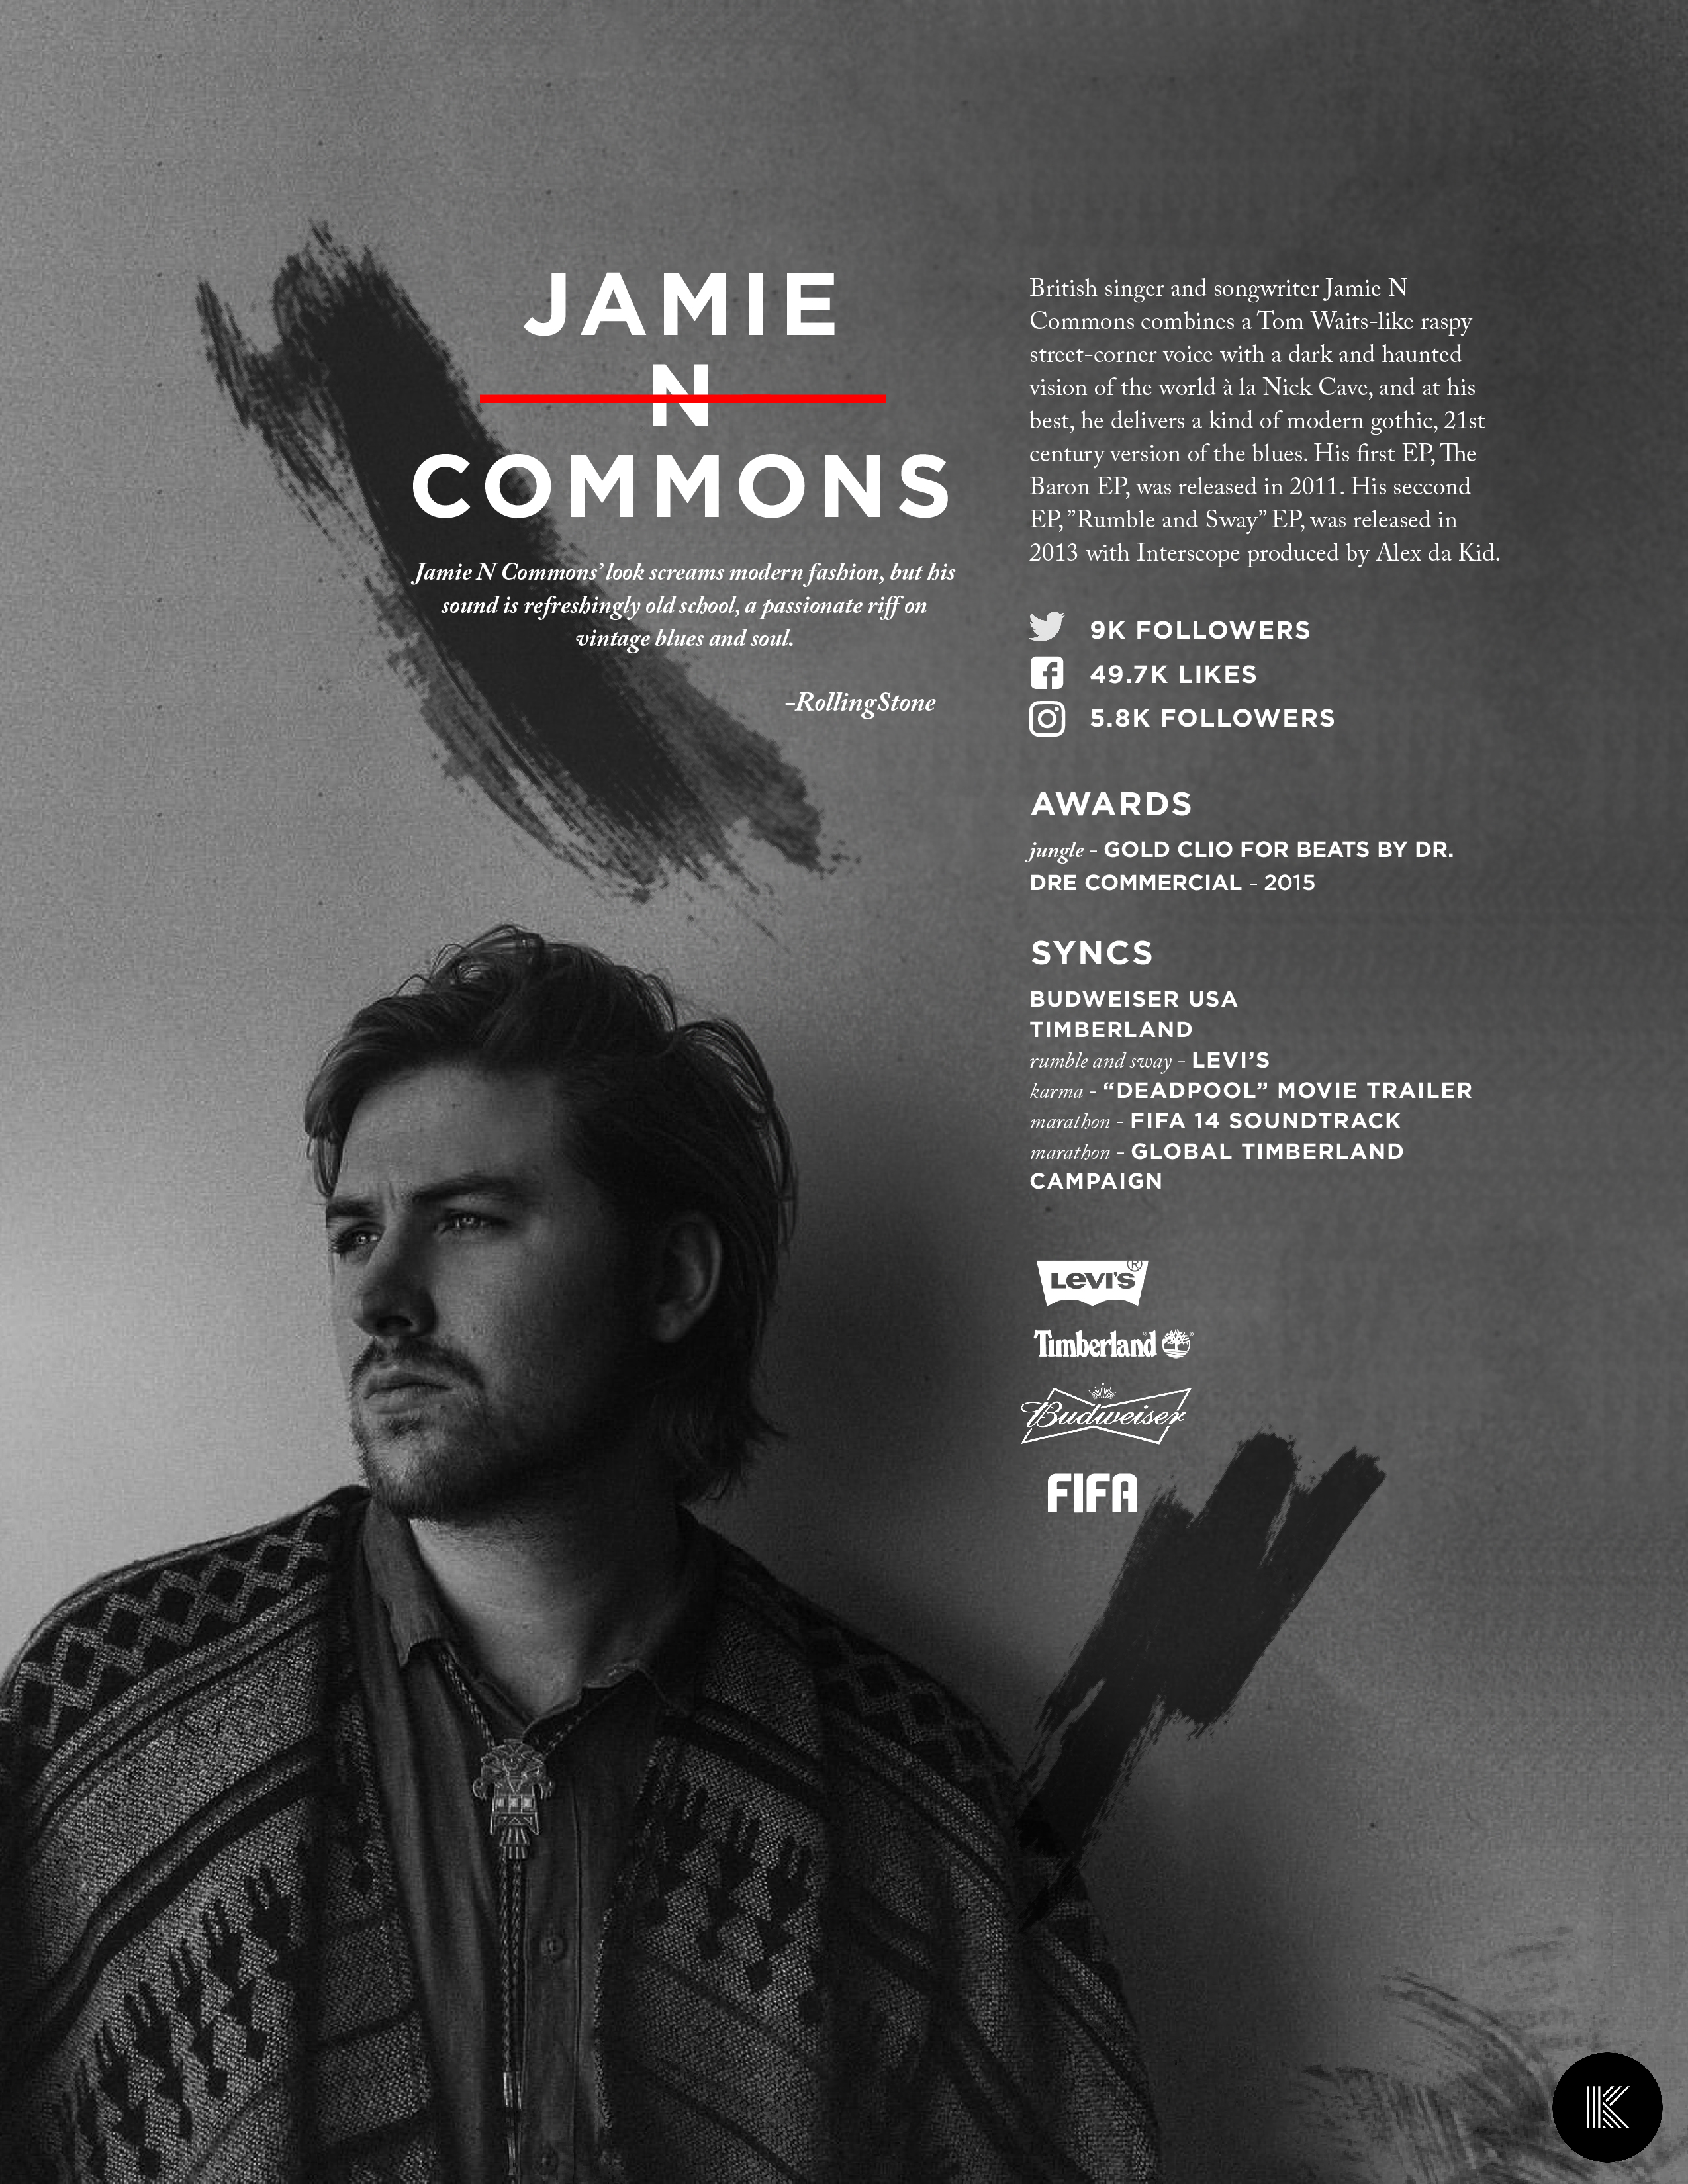 JAMIE
N
COMMONS
Jamie N Commons' look screams modern fashion, but his
sound is refreshingly old school, a passionate riff on
vintage blues and soul.
-RollingStone
British singer and songwriter Jamie N
Commons combines a Tom Waits-like raspy
street-corner voice with a dark and haunted
vision of the world à la Nick Cave, and at his
best, he delivers a kind of modern gothic, 21st
century version of the blues. His first EP, The
Baron EP, was released in 2011. His seccond
EP, ”Rumble and Sway” EP, was released in
2013 with Interscope produced by Alex da Kid.
9K FOLLOWERS
49.7K LIKES
5.8K FOLLOWERS
AWARDS
jungle - GOLD CLIO FOR BEATS BY DR.
DRE COMMERCIAL - 2015
SYNCS
BUDWEISER USA
TIMBERLAND
rumble and sway - LEVI’S
karma - “DEADPOOL” MOVIE TRAILER
marathon - FIFA 14 SOUNDTRACK
marathon - GLOBAL TIMBERLAND
CAMPAIGN
LEVI'S ®
Timberland ®
Budweiser
FIFA
K